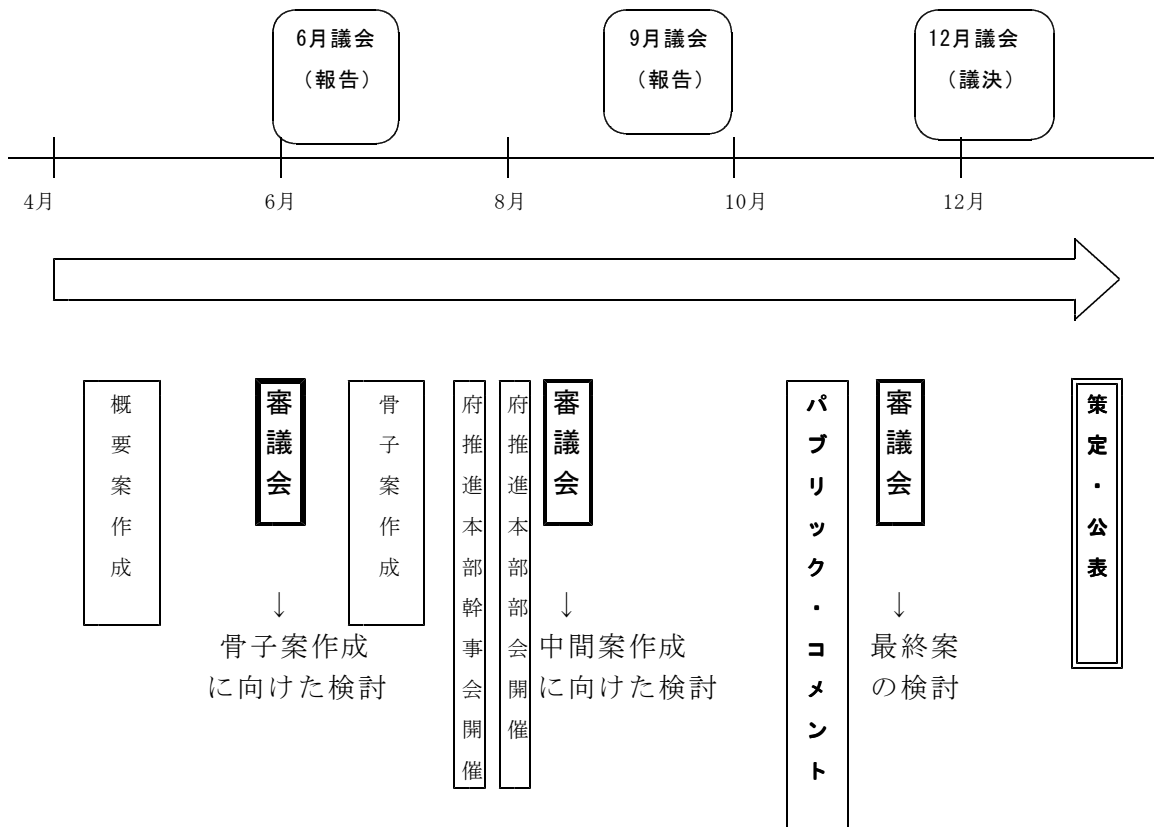 6月議会
（報告）
9月議会
（報告）
12月議会
（議決）
4月
6月
8月
10月
12月
概要案作成
審議会
骨子案作成
府推進本部幹事会開催
府推進本部部会開催
審議会
パブリック・コメント
審議会
策定・公表
↓
骨子案作成
に向けた検討
↓
中間案作成
に向けた検討
↓
最終案
の検討